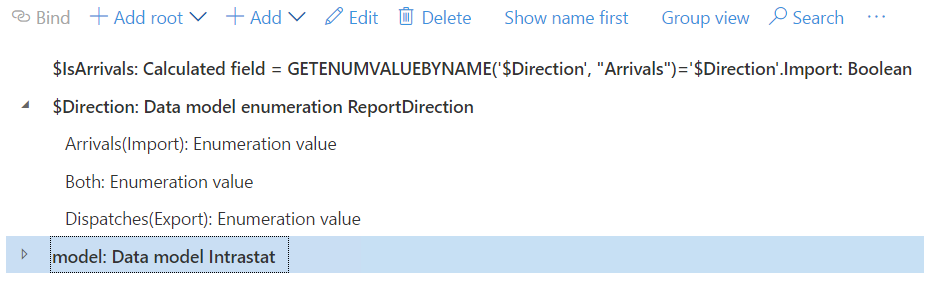 Bind + Add root + Add Edit Delete Show name first Group view Search ...
$IsArrivals: Calculated field = GETENUMVALUEBYNAME('$Direction', "Arrivals")='$Direction'.Import: Boolean
$Direction: Data model enumeration ReportDirection
Arrivals(Import): Enumeration value
Both: Enumeration value
Dispatches(Export): Enumeration value
model: Data model Intrastat